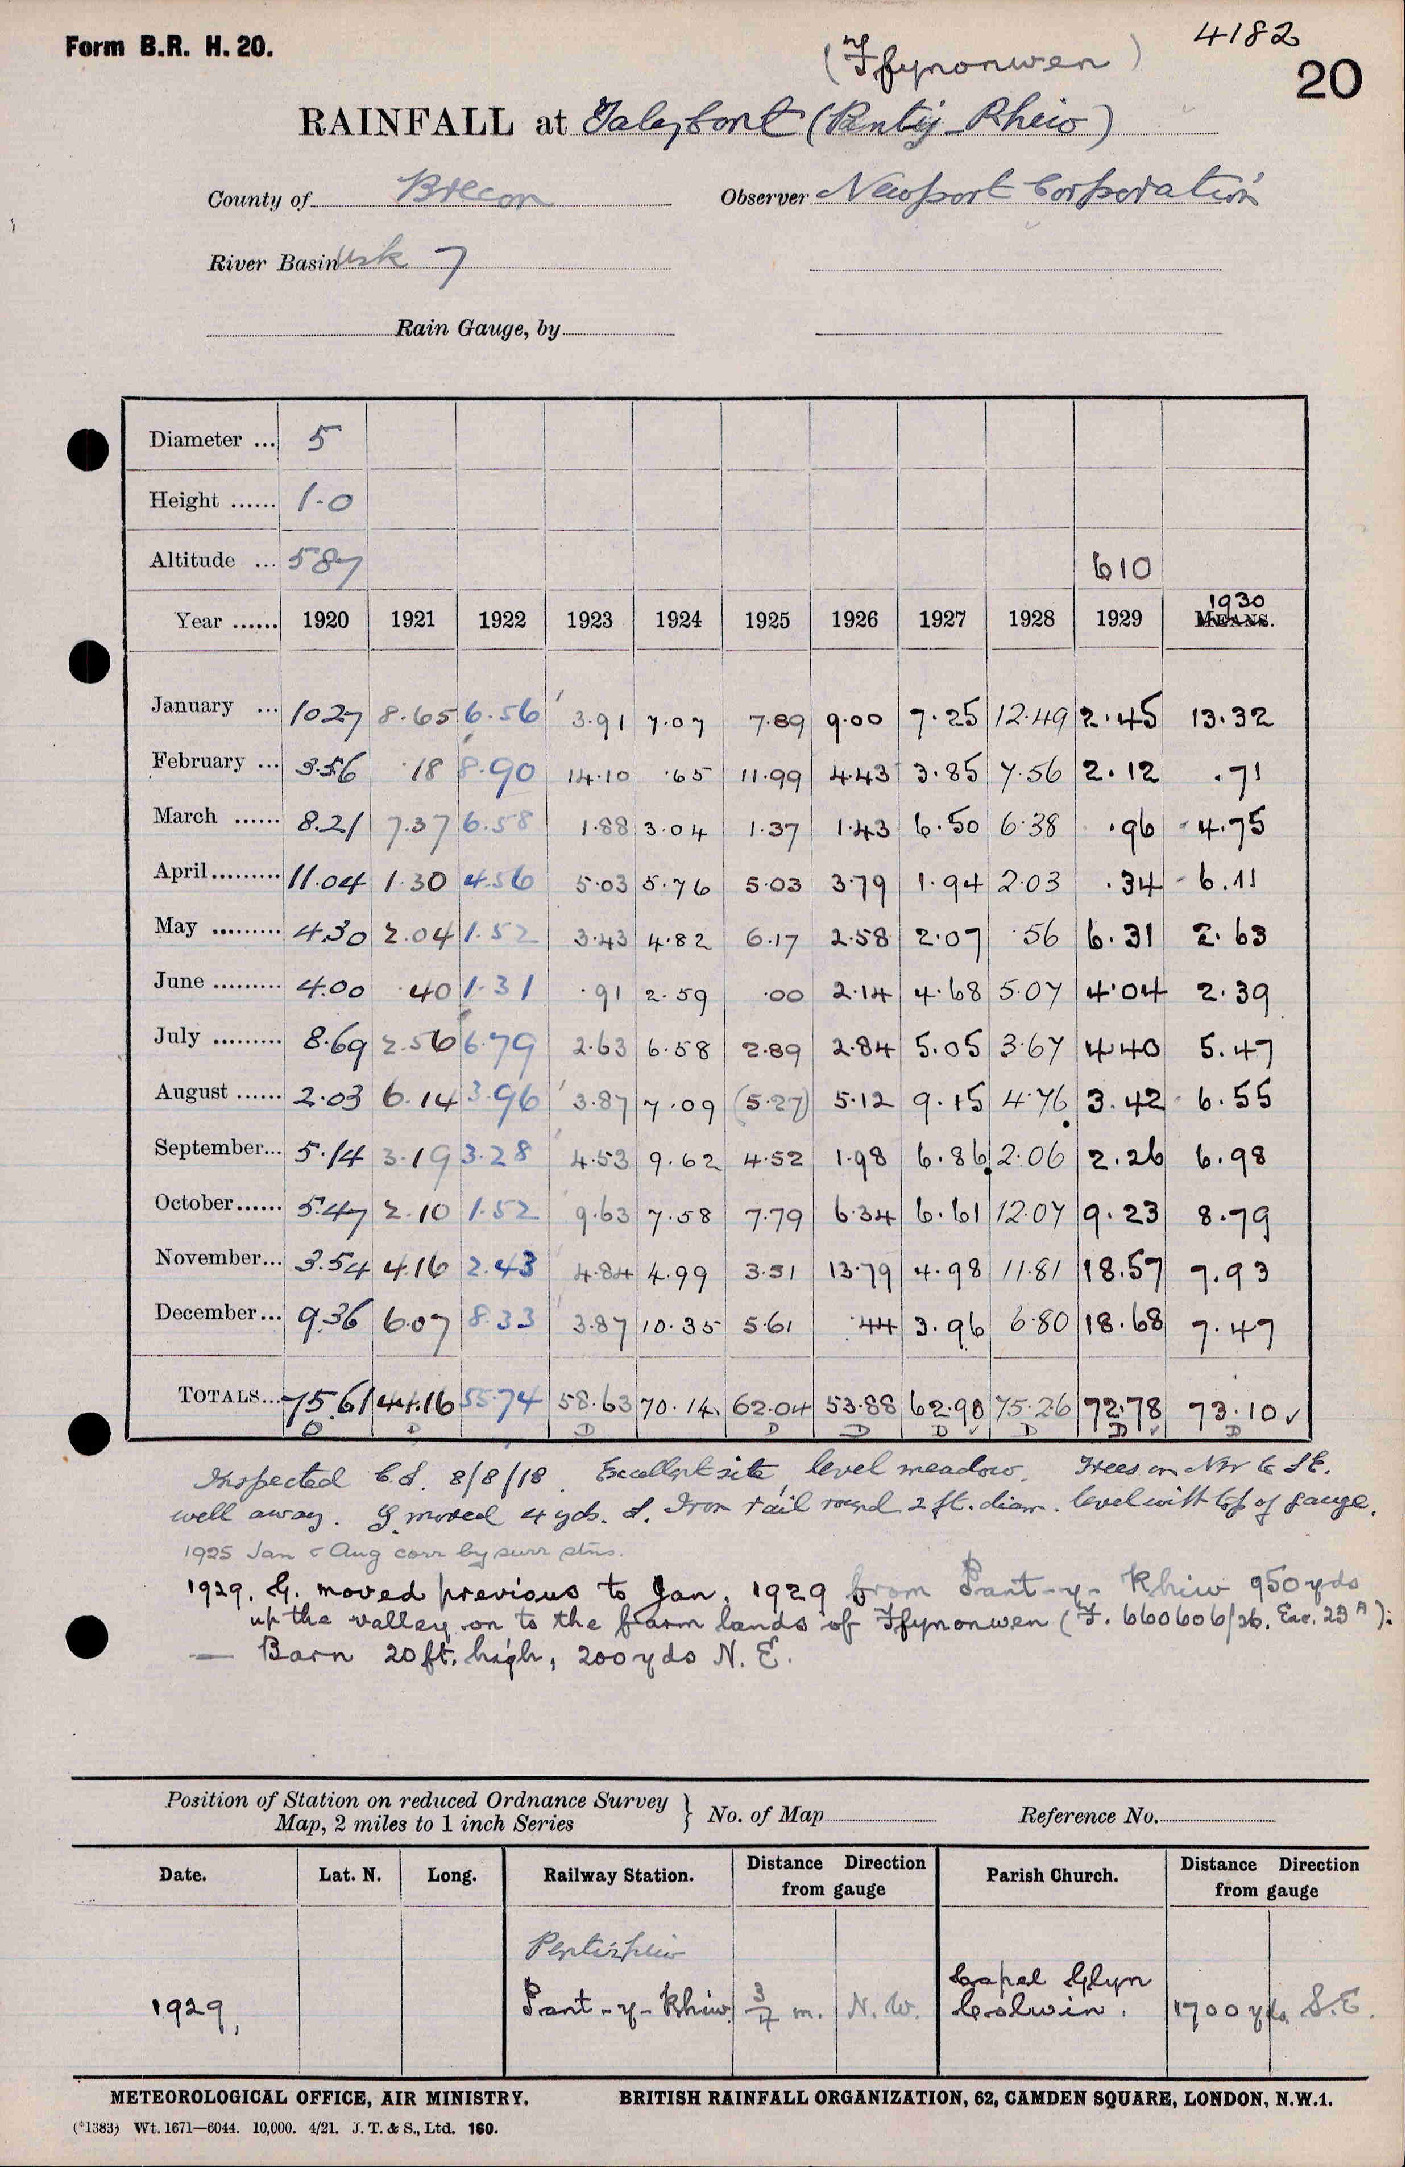 Form B.R. H. 20.
4182
20
(Ffynonwen)
RAINFALL at Talybont (Pentij-Rhiw)
County of Brecon Observer Newport Corporation
River Basin Usk 7
Rain Gauge, by
Diameter ... 5
Height ...... 1-0
Altitude ... 587 610
Year ...... 1920 1921 1922 1923 1924 1925 1926 1927 1928 1929 1930 MEANS.
January ... 10.27 8.65 6.56 3.91 7.07 7.89 9.00 7.25 12.49 2.45 13.32
February ... 3.56 .18 8.90 14.10 .65 11.99 4.43 3.85 7.56 2.12 .71
March ...... 8.21 7.37 6.58 1.88 3.04 1.37 1.43 6.50 6.38 .96 4.75
April ......... 11.04 1.30 4.56 5.03 5.76 5.03 3.79 1.94 2.03 .34 6.11
May ......... 4.30 2.04 1.52 3.43 4.82 6.17 2.58 2.07 .56 6.31 2.63
June ......... 4.00 .40 1.31 .91 2.59 .00 2.14 4.68 5.07 4.04 2.39
July ......... 8.69 2.56 6.79 2.63 6.58 2.89 2.84 5.05 3.67 4.40 5.47
August ...... 2.03 6.14 3.96 3.87 7.09 (5.27) 5.12 9.15 4.76 3.42 6.55
September... 5.14 3.19 3.28 4.53 9.62 4.52 1.98 6.86 2.06 2.26 6.98
October...... 5.47 2.10 1.52 9.63 7.58 7.79 6.34 6.61 12.07 9.23 8.79
November... 3.54 4.16 2.43 4.84 4.99 3.51 13.79 4.98 11.81 18.57 7.93
December... 9.36 6.07 8.33 3.87 10.35 5.61 .44 3.96 6.80 18.68 7.47
TOTALS... 75.61 44.16 55.74 58.63 70.14 62.04 53.88 62.90 75.26 72.78 73.10 ✓
D D D D D D D D D
Inspected C.S. 8/8/18. Excellent site, level meadow. Trees on NW to SE.
well away. G. moved 4 yds. S. Iron rail round 2 ft. diam. level with top of gauge.
1925 Jan & Aug corr by surr stns.
1929. G. moved previous to Jan. 1929 from Pant-y-Rhiw 950 yds
up the valley on to the farm lands of Ffynonwen (F. 660606/26. Enc. 23A):
— Barn 20 ft. high, 200 yds N.E.
Position of Station on reduced Ordnance Survey Map, 2 miles to 1 inch Series } No. of Map Reference No.
Date. Lat. N. Long. Railway Station. Distance Direction from gauge Parish Church. Distance Direction from gauge
Pentirhiw
1929, Pant-y-Rhiw 3/4 m. N.W. Capel Glyn Colwin. 1700 yds. S.E.
METEOROLOGICAL OFFICE, AIR MINISTRY. BRITISH RAINFALL ORGANIZATION, 62, CAMDEN SQUARE, LONDON, N.W.1.
(*1383) Wt. 1671—6044. 10,000. 4/21. J. T. & S., Ltd. 160.